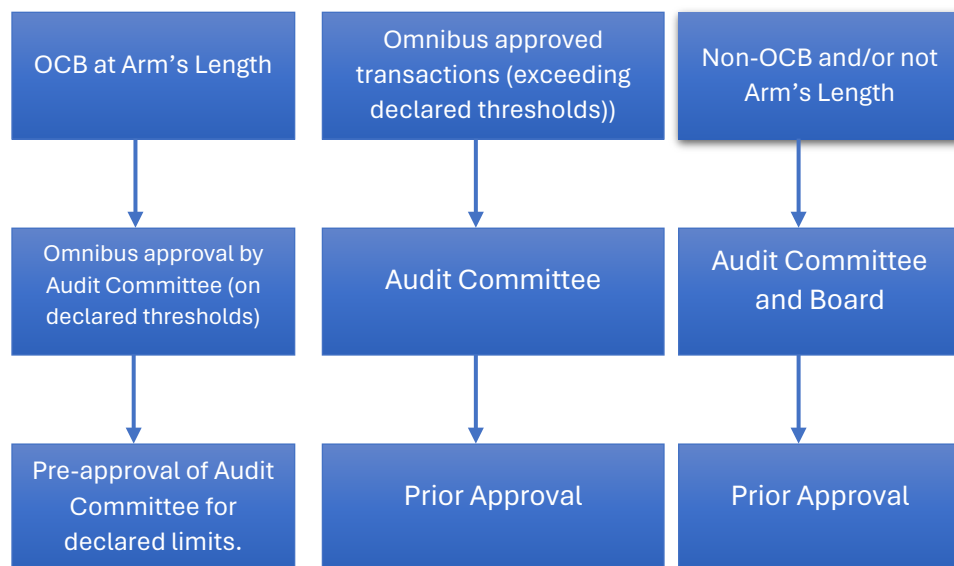 OCB at Arm's Length
Omnibus approved
transactions (exceeding
declared thresholds))
Non-OCB and/or not
Arm's Length
Omnibus approval by
Audit Committee (on
declared thresholds)
Audit Committee
Audit Committee
and Board
Pre-approval of Audit
Committee for
declared limits.
Prior Approval
Prior Approval